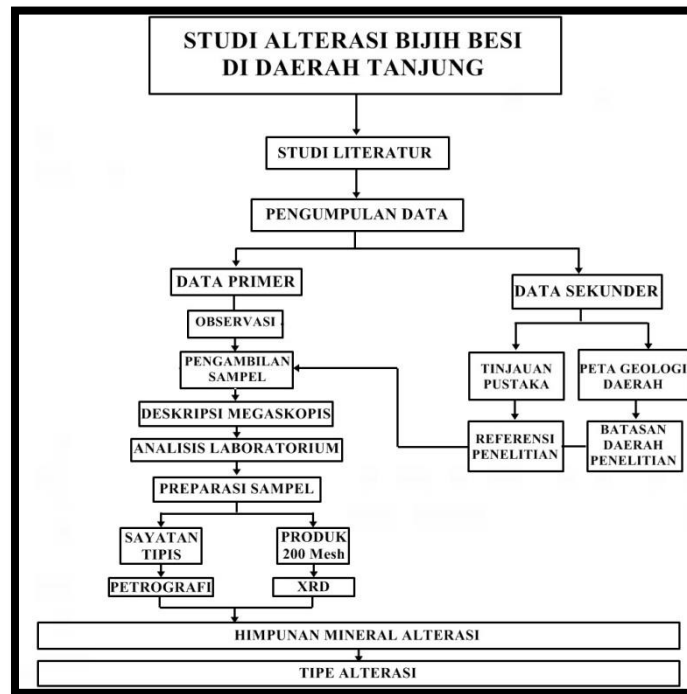 STUDI ALTERASI BIJIH BESI
DI DAERAH TANJUNG
STUDI LITERATUR
PENGUMPULAN DATA
DATA PRIMER
DATA SEKUNDER
OBSERVASI
PENGAMBILAN
SAMPEL
TINJAUAN
PUSTAKA
PETA GEOLOGI
DAERAH
DESKRIPSI MEGASKOPIS
ANALISIS LABORATORIUM
REFERENSI
PENELITIAN
BATASAN
DAERAH
PENELITIAN
PREPARASI SAMPEL
SAYATAN
TIPIS
PRODUK
200 Mesh
PETROGRAFI
XRD
HIMPUNAN MINERAL ALTERASI
TIPE ALTERASI